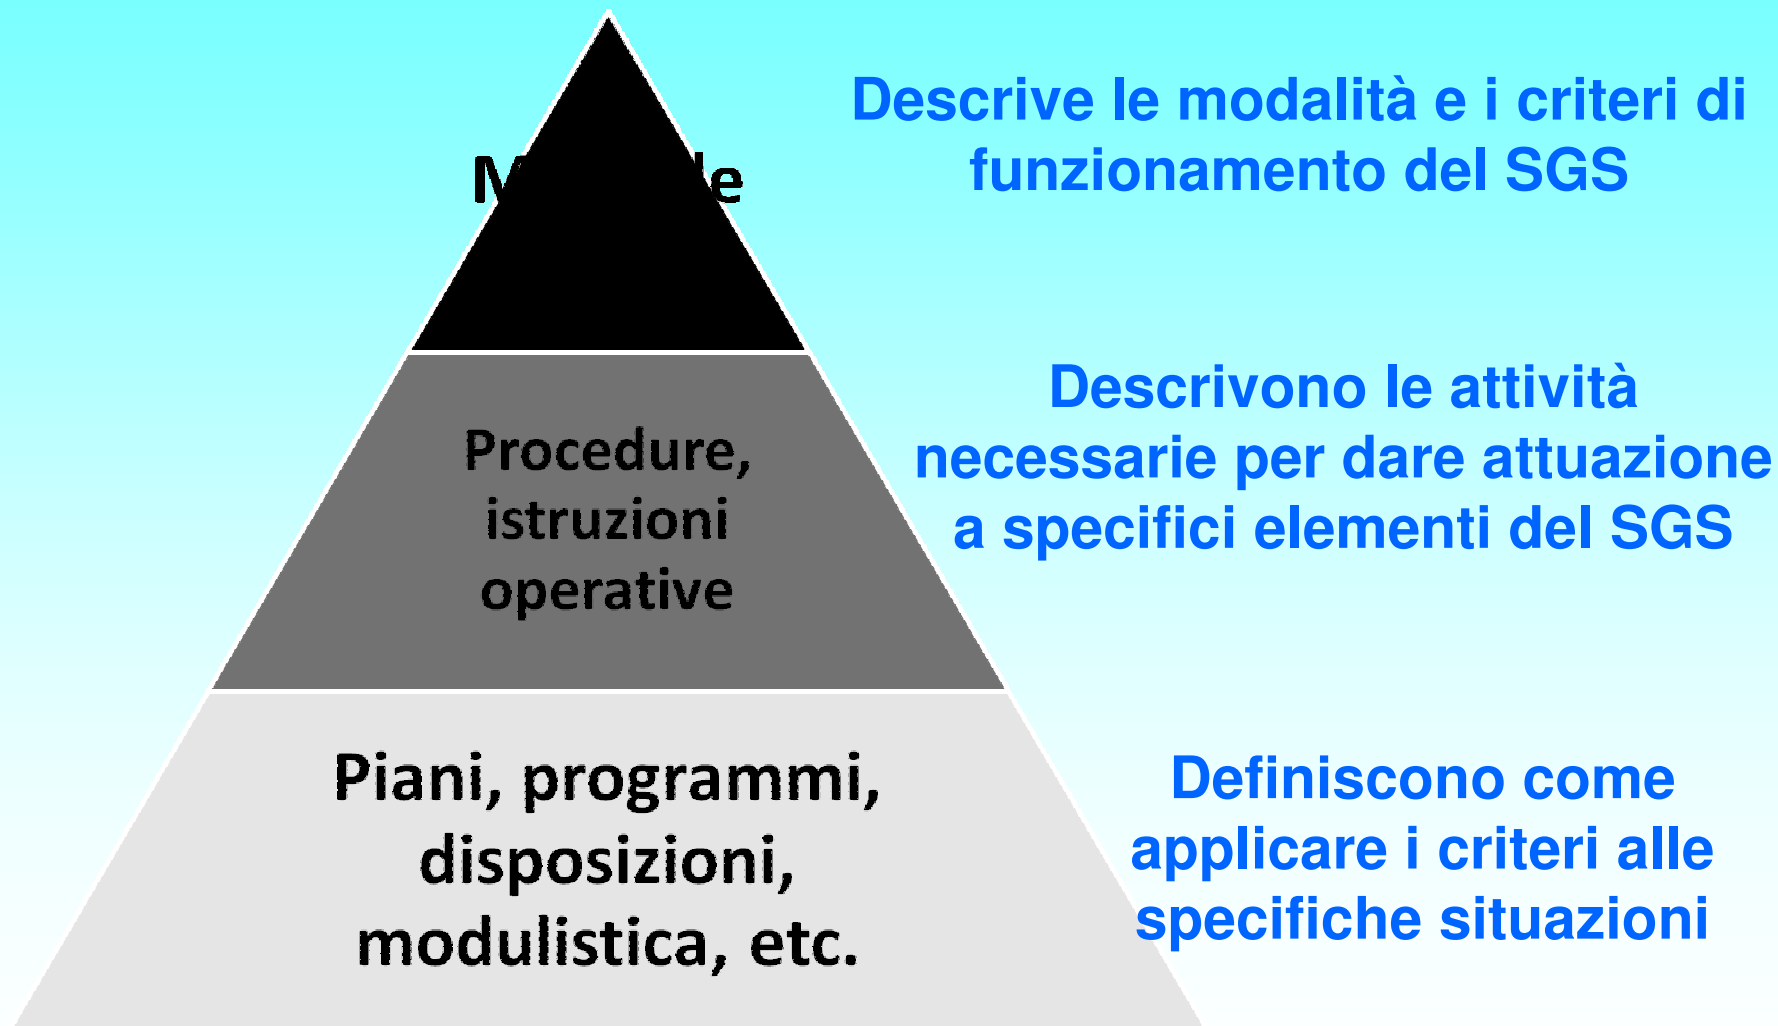 Descrive le modalità e i criteri di
funzionamento del SGS
Descrivono le attività
necessarie per dare attuazione
a specifici elementi del SGS
Procedure,
istruzioni
operative
Piani, programmi,
disposizioni,
modulistica, etc.
Definiscono come
applicare i criteri alle
specifiche situazioni